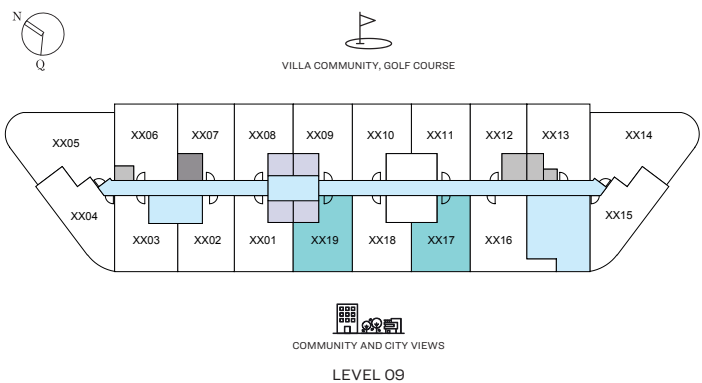 N
Q
VILLA COMMUNITY, GOLF COURSE
XX05
XX06
XX07
XX08
XX09
XX10
XX11
XX12
XX13
XX14
XX04
XX03
XX02
XX01
XX19
XX18
XX17
XX16
XX15
COMMUNITY AND CITY VIEWS
LEVEL 09